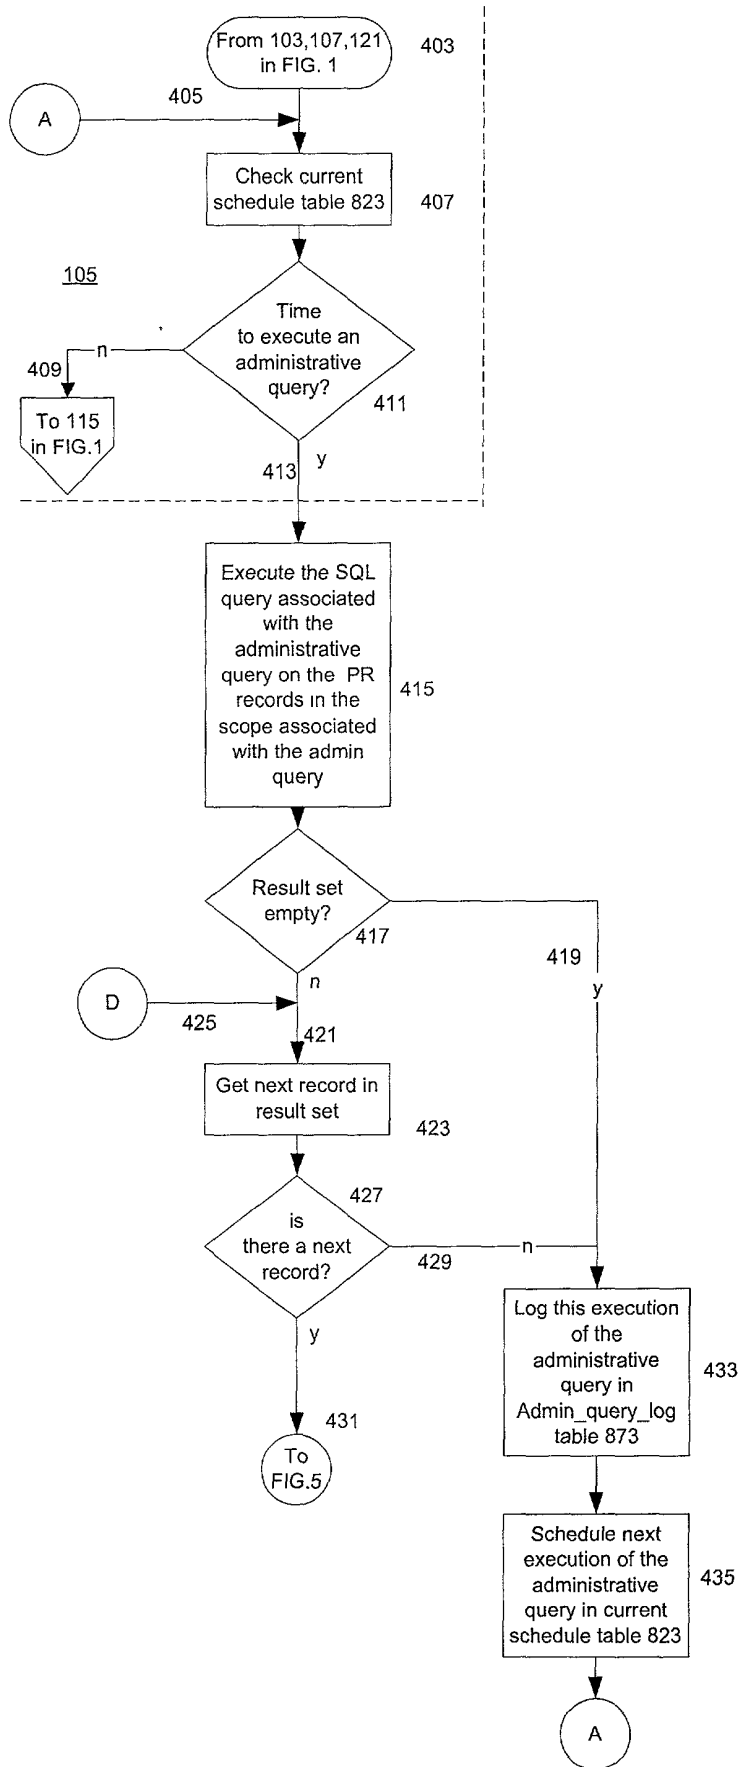 From 103,107,121
in FIG. 1
403
405
A
Check current
schedule table 823
407
105
Time
to execute an
administrative
query?
n
409
411
To 115
in FIG.1
y
413
Execute the SQL
query associated
with the
administrative
query on the PR
records in the
scope associated
with the admin
query
415
Result set
empty?
417
419
y
n
D
425
421
Get next record in
result set
423
427
is
there a next
record?
n
429
y
Log this execution
of the
administrative
query in
Admin_query_log
table 873
433
431
To
FIG.5
Schedule next
execution of the
administrative
query in current
schedule table 823
435
A